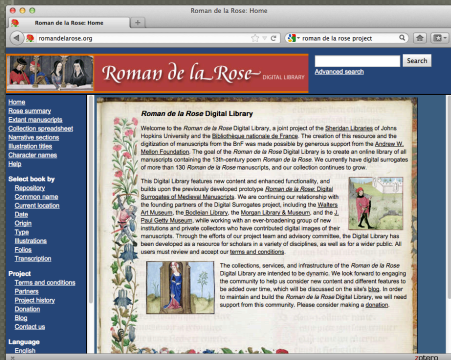 Roman de la Rose: Home
Roman de la Rose: Home
romandelarose.org
roman de la rose project
Roman de la Rose DIGITAL LIBRARY
Search
Advanced search
Home
Rose summary
Extant manuscripts
Collection spreadsheet
Narrative sections
Illustration titles
Character names
Help
Select book by
Repository
Common name
Current location
Date
Origin
Type
Illustrations
Folios
Transcription
Project
Terms and conditions
Partners
Project history
Donation
Blog
Contact us
Language
English
Roman de la Rose Digital Library
Welcome to the Roman de la Rose Digital Library, a joint project of the Sheridan Libraries of Johns
Hopkins University and the Bibliothèque nationale de France. The creation of this resource and the
digitization of manuscripts from the BnF was made possible by generous support from the Andrew W.
Mellon Foundation. The goal of the Roman de la Rose Digital Library is to create an online library of all
manuscripts containing the 13th-century poem Roman de la Rose. We currently have digital surrogates
of more than 130 Roman de la Rose manuscripts, and our collection continues to grow.
This Digital Library features new content and enhanced functionality, and
builds upon the previously developed prototype Roman de la Rose: Digital
Surrogates of Medieval Manuscripts. We are continuing our relationship with
the founding partners of the Digital Surrogates project, including the Walters
Art Museum, the Bodleian Library, the Morgan Library & Museum, and the J.
Paul Getty Museum, while working with an ever-broadening group of new
institutions and private collectors who have contributed digital images of their
manuscripts. Through the efforts of our project team and advisory committee, the Digital Library has
been developed as a resource for scholars in a variety of disciplines, as well as for a wider public. All
users must review and accept our terms and conditions.
The collections, services, and infrastructure of the Roman de la Rose
Digital Library are intended to be dynamic. We look forward to engaging
the community to help us consider new content and different features to
be added over time, which will be discussed on the site's blog. In order
to maintain and build the Roman de la Rose Digital Library, we will need
support from this community. Please consider making a donation.
zotero